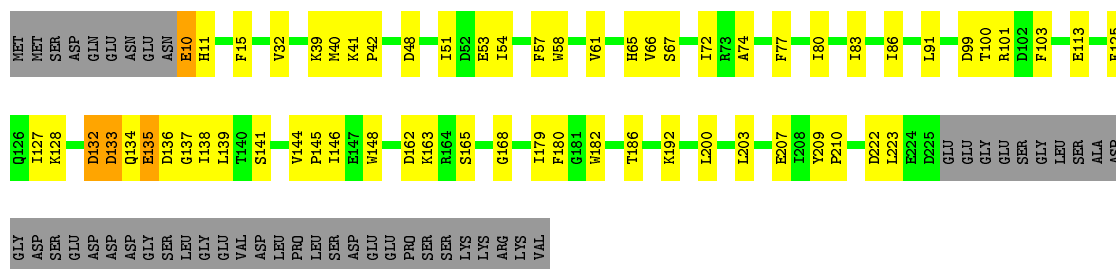 MET MET SER ASP GLN GLU GLU ASN GLU ASN E10 H11 F15 V32 K39 M40 K41 P42 D48 I51 D52 E53 I54 F57 W58 V61 H65 V66 S67 I72 R73 A74 F77 I80 I83 I86 L91 D99 T100 R101 D102 F103 E113 E125
Q126 I127 K128 D132 D133 Q134 E135 D136 G137 I138 L139 T140 S141 V144 P145 I146 E147 W148 D162 K163 R164 S165 G168 I179 F180 G181 W182 T186 K192 L200 L203 E207 I208 Y209 P210 D222 L223 E224 D225 GLU GLU GLY GLU SER GLY LEU SER ALA ASP
GLY ASP SER GLU ASP ASP ASP GLY SER LEU GLY GLU VAL ASP LEU PRO LEU SER ASP GLU GLU PRO SER SER LYS LYS ARG LYS VAL